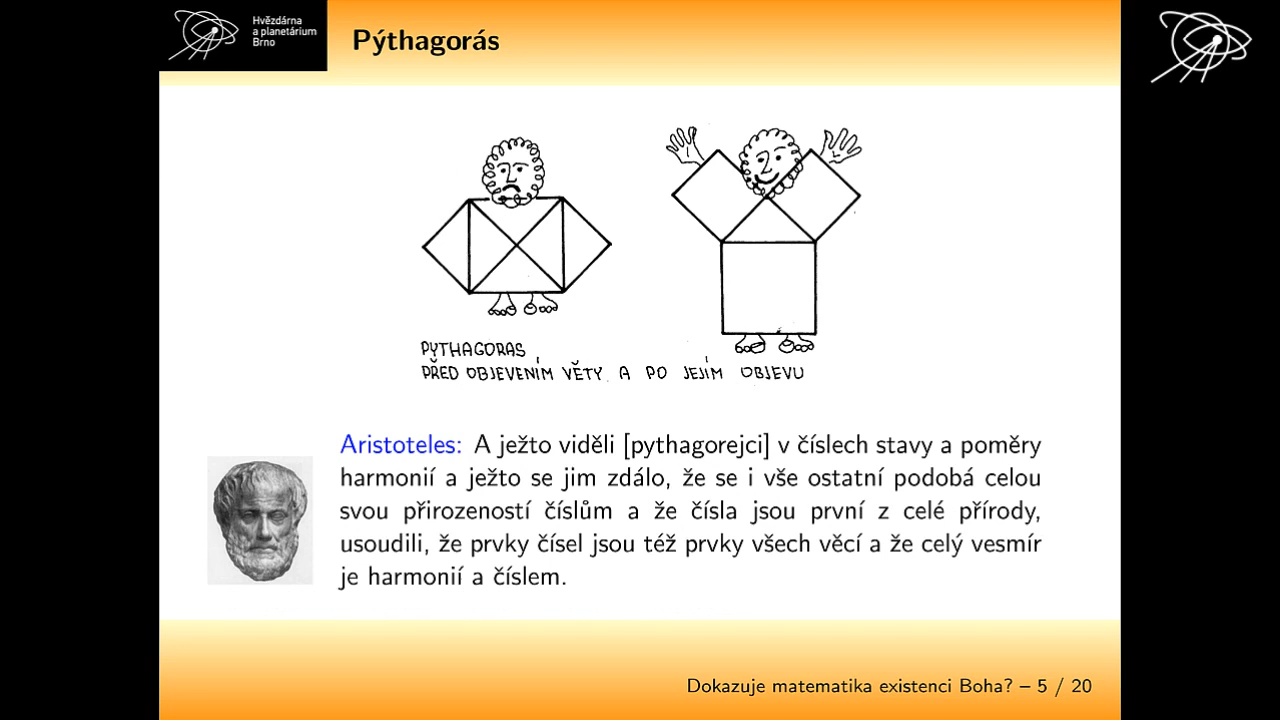 Hvězdárna
a planetárium
Brno
Pýthagorás
PYTHAGORAS
PŘED OBJEVENÍM VĚTY A PO JEJÍM OBJEVU
Aristoteles: A ježto viděli [pythagorejci] v číslech stavy a poměry
harmonií a ježto se jim zdálo, že se i vše ostatní podobá celou
svou přirozeností číslům a že čísla jsou první z celé přírody,
usoudili, že prvky čísel jsou též prvky všech věcí a že celý vesmír
je harmonií a číslem.
Dokazuje matematika existenci Boha? – 5 / 20